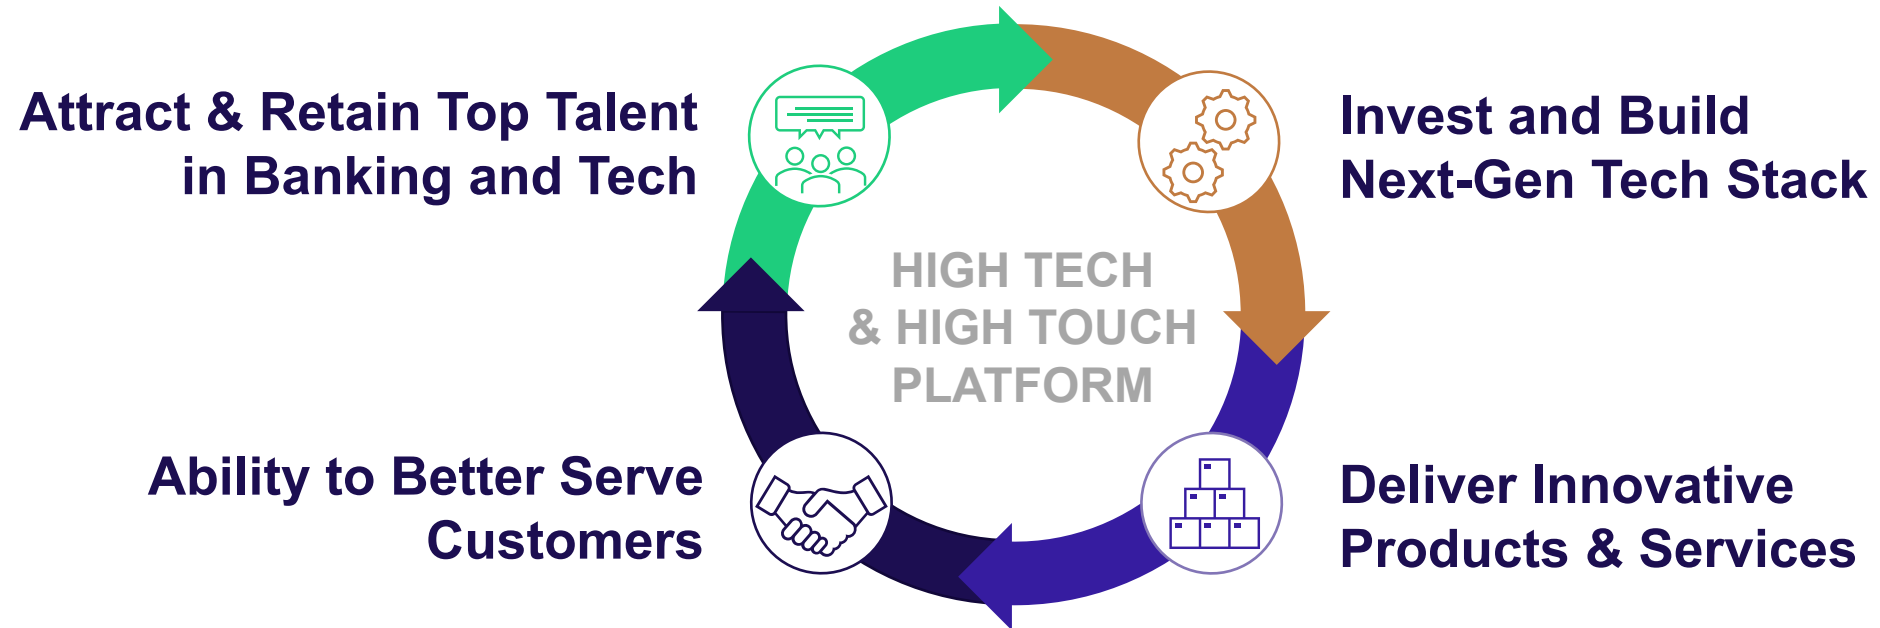 Attract & Retain Top Talent
in Banking and Tech
Invest and Build
Next-Gen Tech Stack
HIGH TECH
& HIGH TOUCH
PLATFORM
Ability to Better Serve
Customers
Deliver Innovative
Products & Services